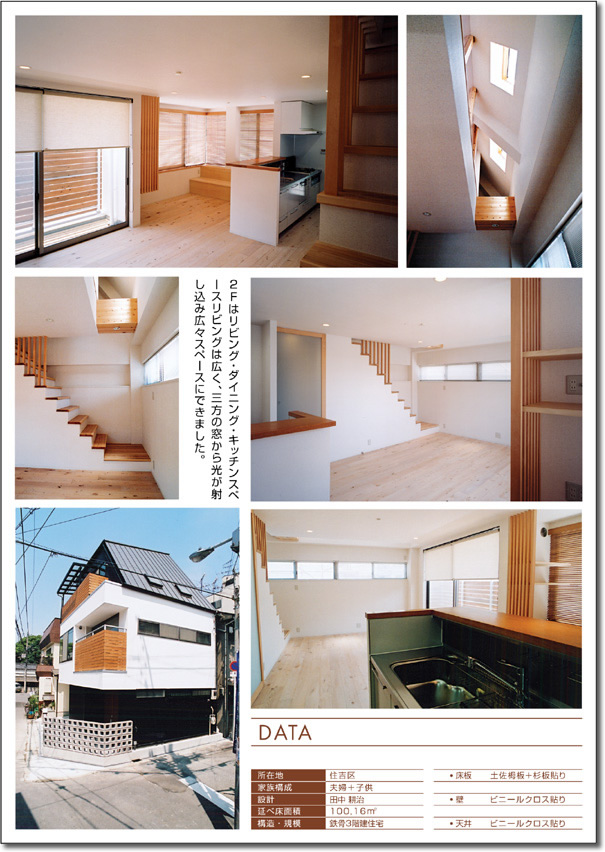 2Fはリビング・ダイニング・キッチンスペ
ースリビングは広く、三方の窓から光が射
し込み広々スペースにできました。
DATA
所在地 住吉区
家族構成 夫婦+子供
設計 田中 耕治
延べ床面積 100,16㎡
構造・規模 鉄骨3階建住宅
・床板 土佐栂板+杉板貼り
・壁 ビニールクロス貼り
・天井 ビニールクロス貼り